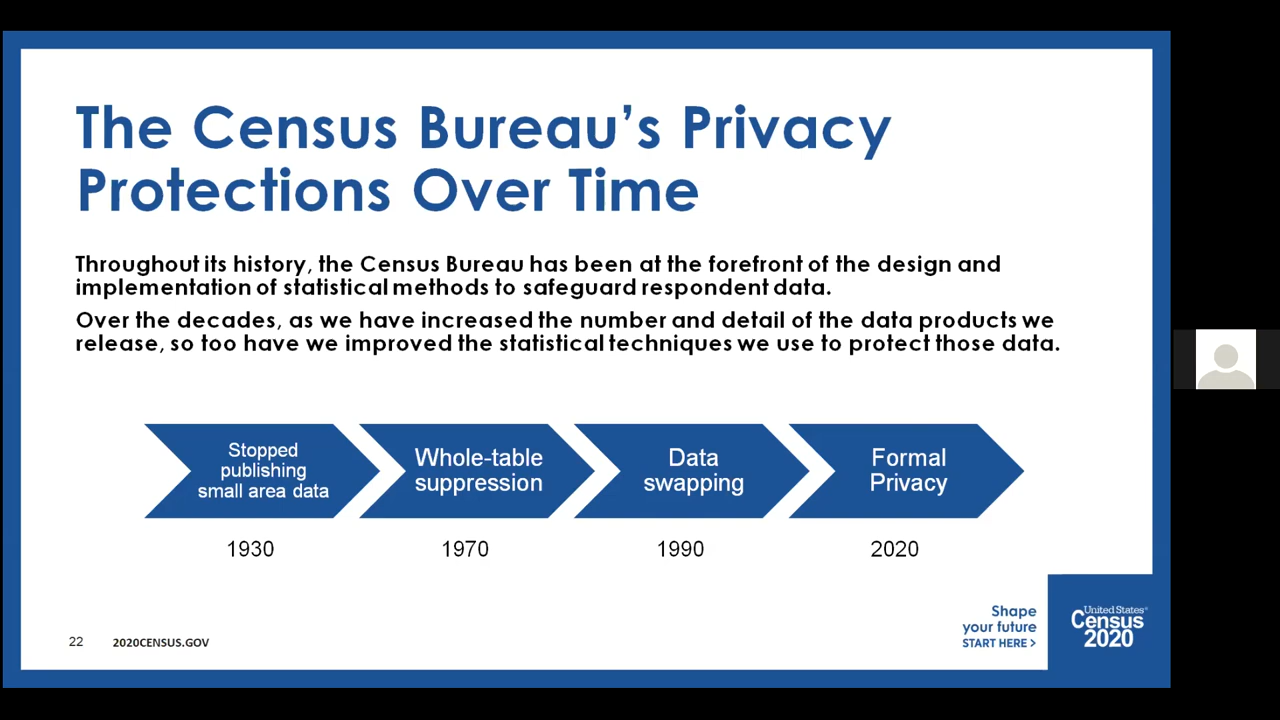 The Census Bureau’s Privacy
Protections Over Time
Throughout its history, the Census Bureau has been at the forefront of the design and
implementation of statistical methods to safeguard respondent data.
Over the decades, as we have increased the number and detail of the data products we
release, so too have we improved the statistical techniques we use to protect those data.
Stopped
publishing
small area data
1930
Whole-table
suppression
1970
Data
swapping
1990
Formal
Privacy
2020
22
2020CENSUS.GOV
Shape
your future
START HERE >
United States®
Census
2020